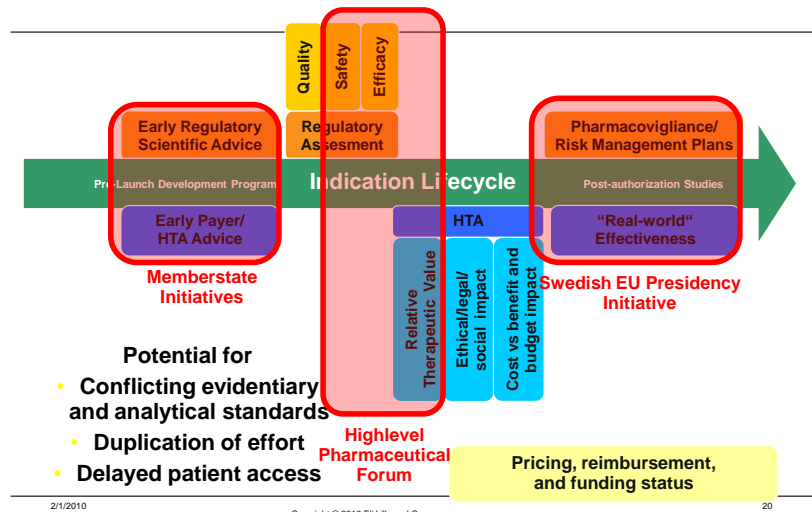 Quality
Safety
Efficacy
Early Regulatory
Scientific Advice
Regulatory
Assesment
Pharmacovigliance/
Risk Management Plans
Pre-Launch Development Program
Indication Lifecycle
Post-authorization Studies
Early Payer/
HTA Advice
HTA
“Real-world“
Effectiveness
Memberstate
Initiatives
Relative
Therapeutic Value
Ethical/legal/
social impact
Cost vs benefit and
budget impact
Swedish EU Presidency
Initiative
Potential for
• Conflicting evidentiary
and analytical standards
• Duplication of effort
• Delayed patient access
Highlevel
Pharmaceutical
Forum
Pricing, reimbursement,
and funding status
2/1/2010
20